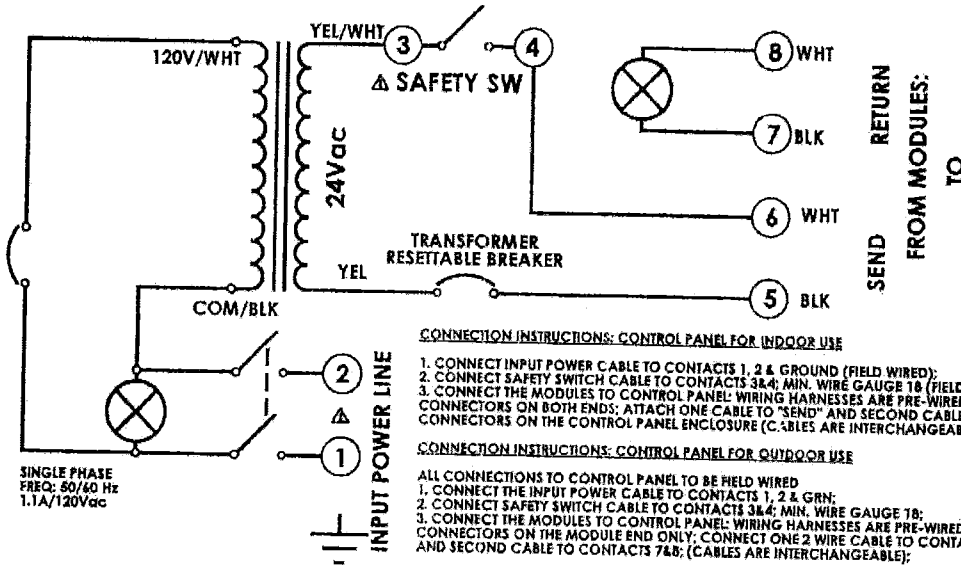 YEL/WHT
3
4
8 WHT
120V/WHT
SAFETY SW
24Vac
7 BLK
RETURN
FROM MODULES:
TO
6 WHT
SEND
TRANSFORMER
RESETTABLE BREAKER
YEL
5 BLK
COM/BLK
2
1
INPUT POWER LINE
SINGLE PHASE
FREQ: 50/60 Hz
1.1A/120Vac
CONNECTION INSTRUCTIONS: CONTROL PANEL FOR INDOOR USE
1. CONNECT INPUT POWER CABLE TO CONTACTS 1, 2 & GROUND (FIELD WIRED);
2. CONNECT SAFETY SWITCH CABLE TO CONTACTS 3&4; MIN. WIRE GAUGE 18 (FIELD
3. CONNECT THE MODULES TO CONTROL PANEL: WIRING HARNESSES ARE PRE-WIRED
CONNECTORS ON BOTH ENDS; ATTACH ONE CABLE TO "SEND" AND SECOND CABLE
CONNECTORS ON THE CONTROL PANEL ENCLOSURE (CABLES ARE INTERCHANGEAB
CONNECTION INSTRUCTIONS: CONTROL PANEL FOR OUTDOOR USE
ALL CONNECTIONS TO CONTROL PANEL TO BE FIELD WIRED
1. CONNECT THE INPUT POWER CABLE TO CONTACTS 1, 2 & GRN;
2. CONNECT SAFETY SWITCH CABLE TO CONTACTS 3&4; MIN. WIRE GAUGE 18;
3. CONNECT THE MODULES TO CONTROL PANEL: WIRING HARNESSES ARE PRE-WIRED
CONNECTORS ON THE MODULE END ONLY; CONNECT ONE 2 WIRE CABLE TO CONTA
AND SECOND CABLE TO CONTACTS 7&8; (CABLES ARE INTERCHANGEABLE);